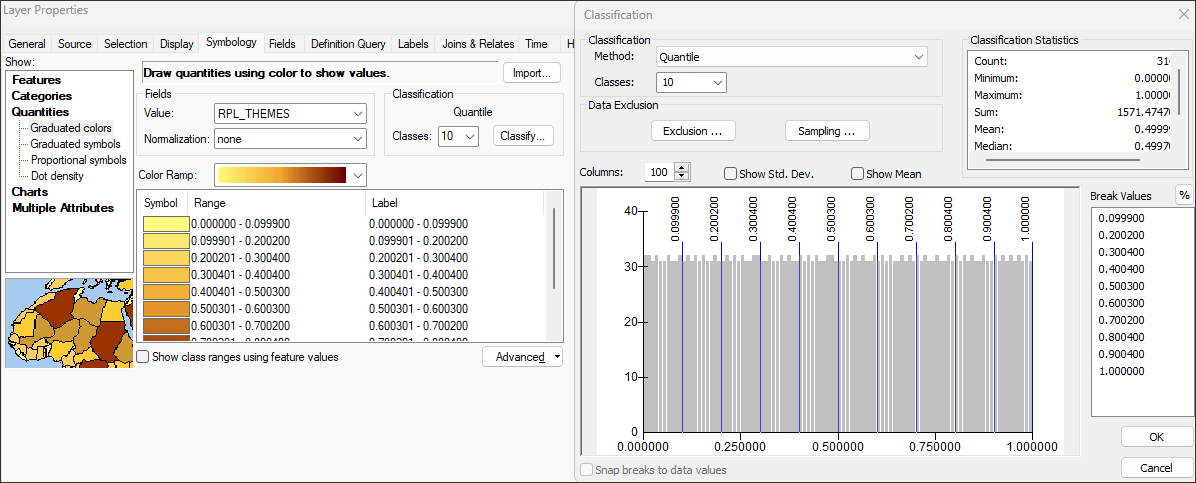 Layer Properties
General Source Selection Display Symbology Fields Definition Query Labels Joins & Relates Time H
Show:
Features
Categories
Quantities
Graduated colors
Graduated symbols
Proportional symbols
Dot density
Charts
Multiple Attributes
Draw quantities using color to show values.
Import...
Fields
Value: RPL_THEMES
Normalization: none
Classification
Quantile
Classes: 10 Classify...
Color Ramp:
Symbol Range Label
0.000000 - 0.099900 0.000000 - 0.099900
0.099901 - 0.200200 0.099901 - 0.200200
0.200201 - 0.300400 0.200201 - 0.300400
0.300401 - 0.400400 0.300401 - 0.400400
0.400401 - 0.500300 0.400401 - 0.500300
0.500301 - 0.600300 0.500301 - 0.600300
0.600301 - 0.700200 0.600301 - 0.700200
Show class ranges using feature values
Advanced
Classification
Classification
Method: Quantile
Classes: 10
Data Exclusion
Exclusion ... Sampling ...
Classification Statistics
Count: 314
Minimum: 0.0000
Maximum: 1.0000
Sum: 1571.4747
Mean: 0.4999
Median: 0.4997
Columns: 100
Show Std. Dev.
Show Mean
Break Values %
0.099900
0.200200
0.300400
0.400400
0.500300
0.600300
0.700200
0.800400
0.900400
1.000000
40
30
20
10
0
0.099900
0.200200
0.300400
0.400400
0.500300
0.600300
0.700200
0.800400
0.900400
1.000000
0.000000 0.250000 0.500000 0.750000 1.000000
Snap breaks to data values
OK
Cancel